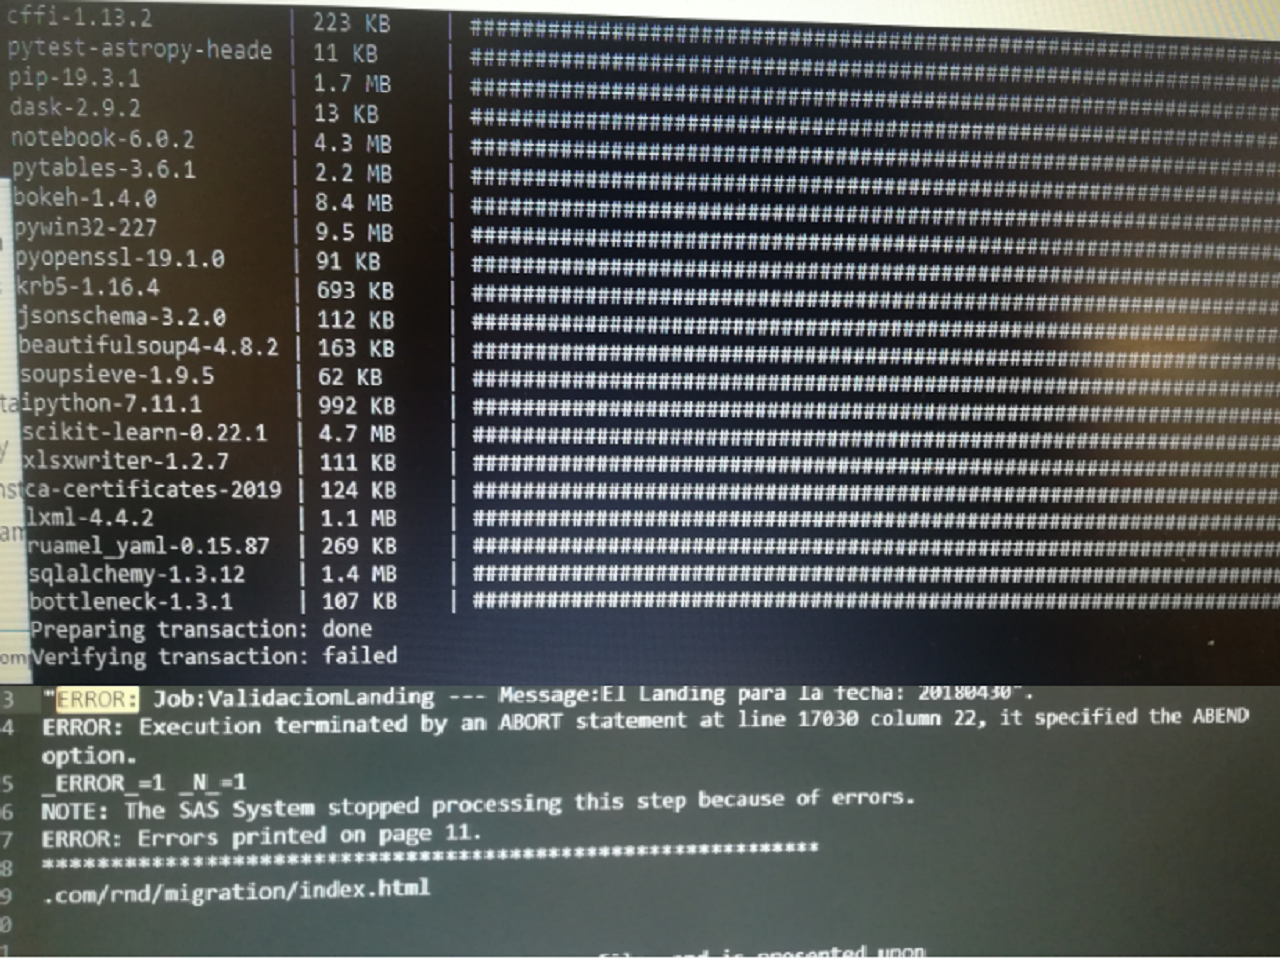 cffi-1.13.2 | 223 KB | ####################
pytest-astropy-heade | 11 KB | ####################
pip-19.3.1 | 1.7 MB | ####################
dask-2.9.2 | 13 KB | ####################
notebook-6.0.2 | 4.3 MB | ####################
pytables-3.6.1 | 2.2 MB | ####################
bokeh-1.4.0 | 8.4 MB | ####################
pywin32-227 | 9.5 MB | ####################
pyopenssl-19.1.0 | 91 KB | ####################
krb5-1.16.4 | 693 KB | ####################
jsonschema-3.2.0 | 112 KB | ####################
beautifulsoup4-4.8.2 | 163 KB | ####################
soupsieve-1.9.5 | 62 KB | ####################
ipython-7.11.1 | 992 KB | ####################
scikit-learn-0.22.1 | 4.7 MB | ####################
xlsxwriter-1.2.7 | 111 KB | ####################
ca-certificates-2019 | 124 KB | ####################
lxml-4.4.2 | 1.1 MB | ####################
ruamel_yaml-0.15.87 | 269 KB | ####################
sqlalchemy-1.3.12 | 1.4 MB | ####################
bottleneck-1.3.1 | 107 KB | ####################
Preparing transaction: done
Verifying transaction: failed
3 "ERROR: Job:ValidacionLanding --- Message:El Landing para la fecha: 20180430".
4 ERROR: Execution terminated by an ABORT statement at line 17030 column 22, it specified the ABEND
option.
5 _ERROR_=1 _N_=1
6 NOTE: The SAS System stopped processing this step because of errors.
7 ERROR: Errors printed on page 11.
8 ************************************************************
9 .com/rnd/migration/index.html
0
and is presented upon